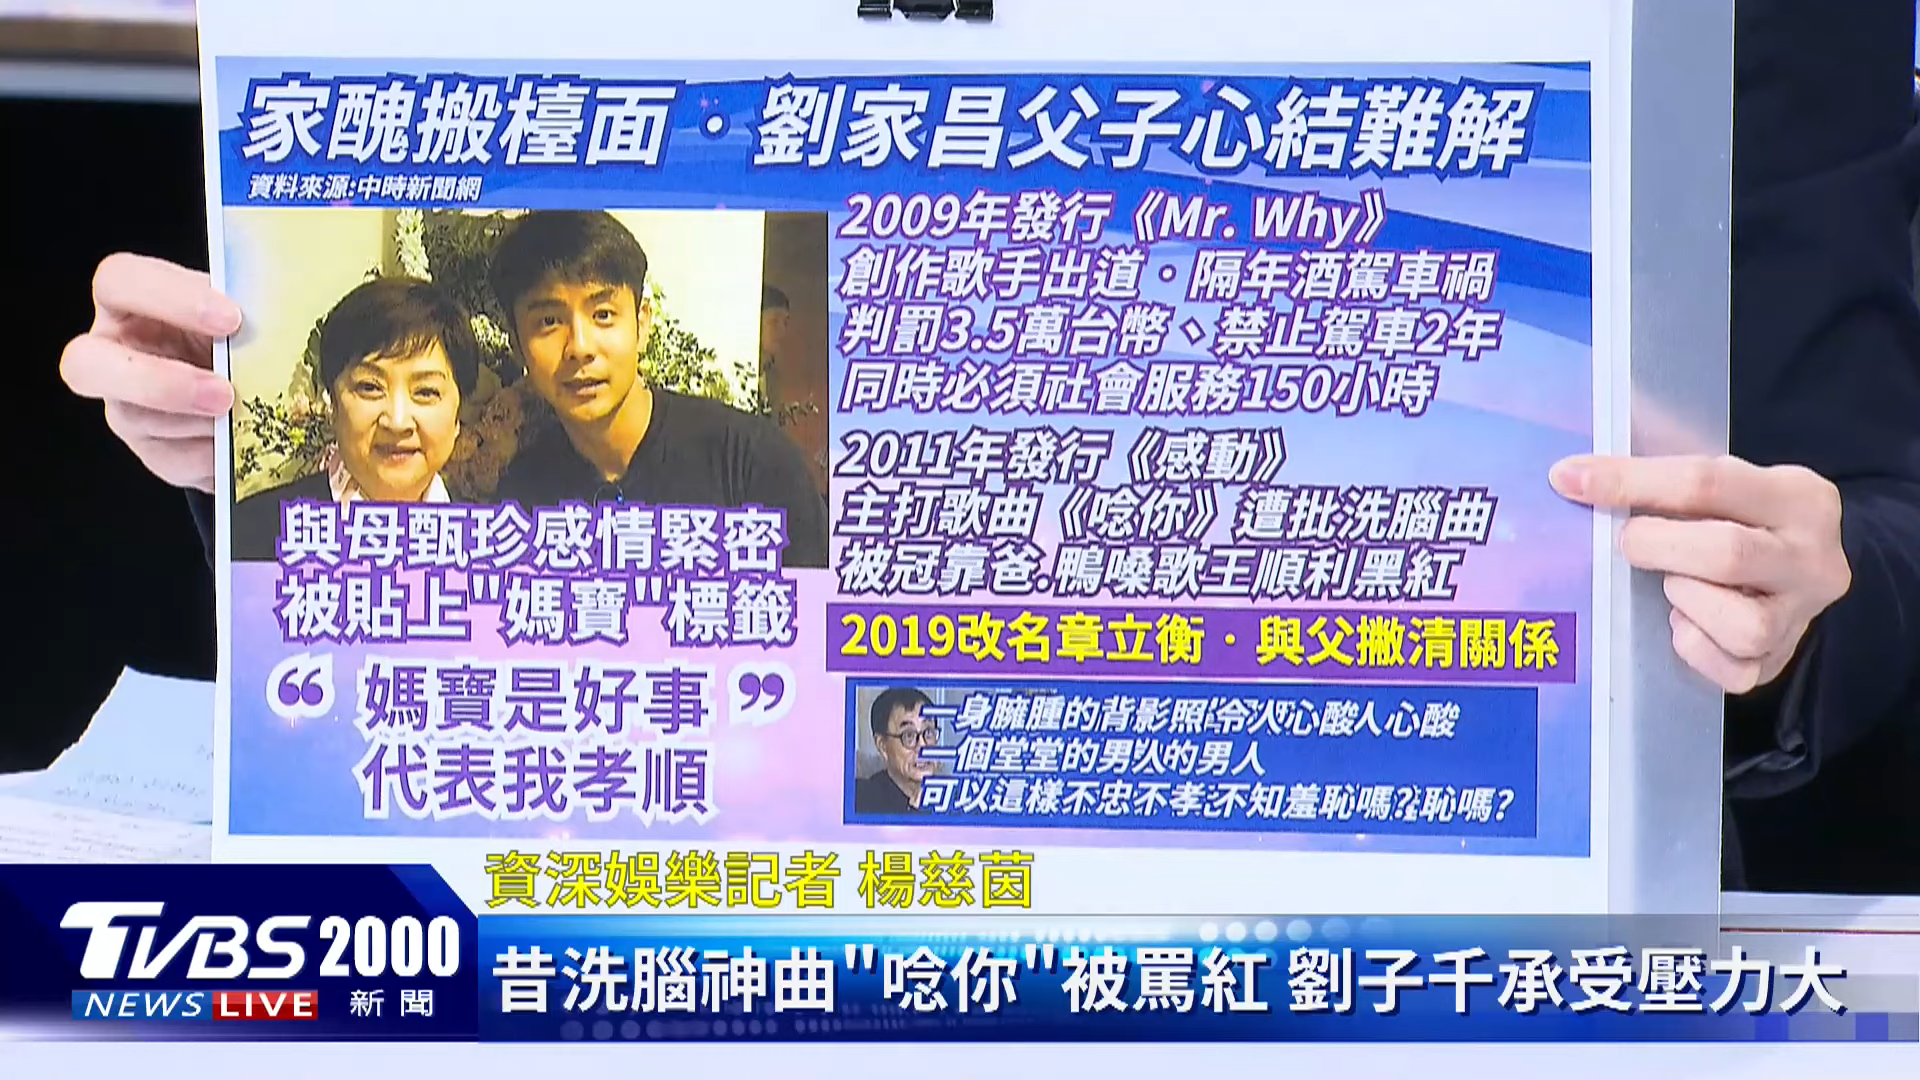 家醜搬檯面·劉家昌父子心結難解
資料來源:中時新聞網
與母甄珍感情緊密
被貼上"媽寶"標籤
“媽寶是好事”
代表我孝順
2009年發行《Mr. Why》
創作歌手出道·隔年酒駕車禍
判罰3.5萬台幣、禁止駕車2年
同時必須社會服務150小時
2011年發行《感動》
主打歌曲《唸你》遭批洗腦曲
被冠靠爸.鴨嗓歌王順利黑紅
2019改名章立衡·與父撇清關係
一身臃腫的背影照令人心酸人心酸
一個堂堂的男人的男人
可以這樣不忠不孝不知羞恥嗎?恥嗎?
資深娛樂記者 楊慈茵
TVBS 2000
NEWS LIVE 新聞
昔洗腦神曲"唸你"被罵紅 劉子千承受壓力大